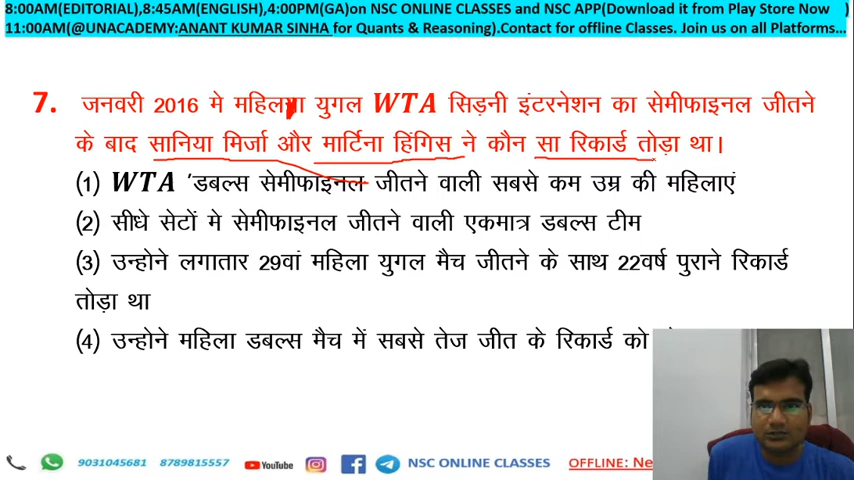 8:00AM(EDITORIAL),8:45AM(ENGLISH),4:00PM(GA)on NSC ONLINE CLASSES and NSC APP(Download it from Play Store Now )
11:00AM(@UNACADEMY:ANANT KUMAR SINHA for Quants & Reasoning).Contact for offline Classes. Join us on all Platforms...
7. जनवरी 2016 मे महिला युगल WTA सिड़नी इंटरनेशन का सेमीफाइनल जीतने
के बाद सानिया मिर्जा और मार्टिना हिंगिस ने कौन सा रिकार्ड तोड़ा था।
(1) WTA 'डबल्स सेमीफाइनल जीतने वाली सबसे कम उम्र की महिलाएं
(2) सीधे सेटों मे सेमीफाइनल जीतने वाली एकमात्र डबल्स टीम
(3) उन्होने लगातार 29वां महिला युगल मैच जीतने के साथ 22वर्ष पुराने रिकार्ड
तोड़ा था
(4) उन्होने महिला डबल्स मैच में सबसे तेज जीत के रिकार्ड को
9031045681 8789815557 YouTube NSC ONLINE CLASSES OFFLINE: Ne